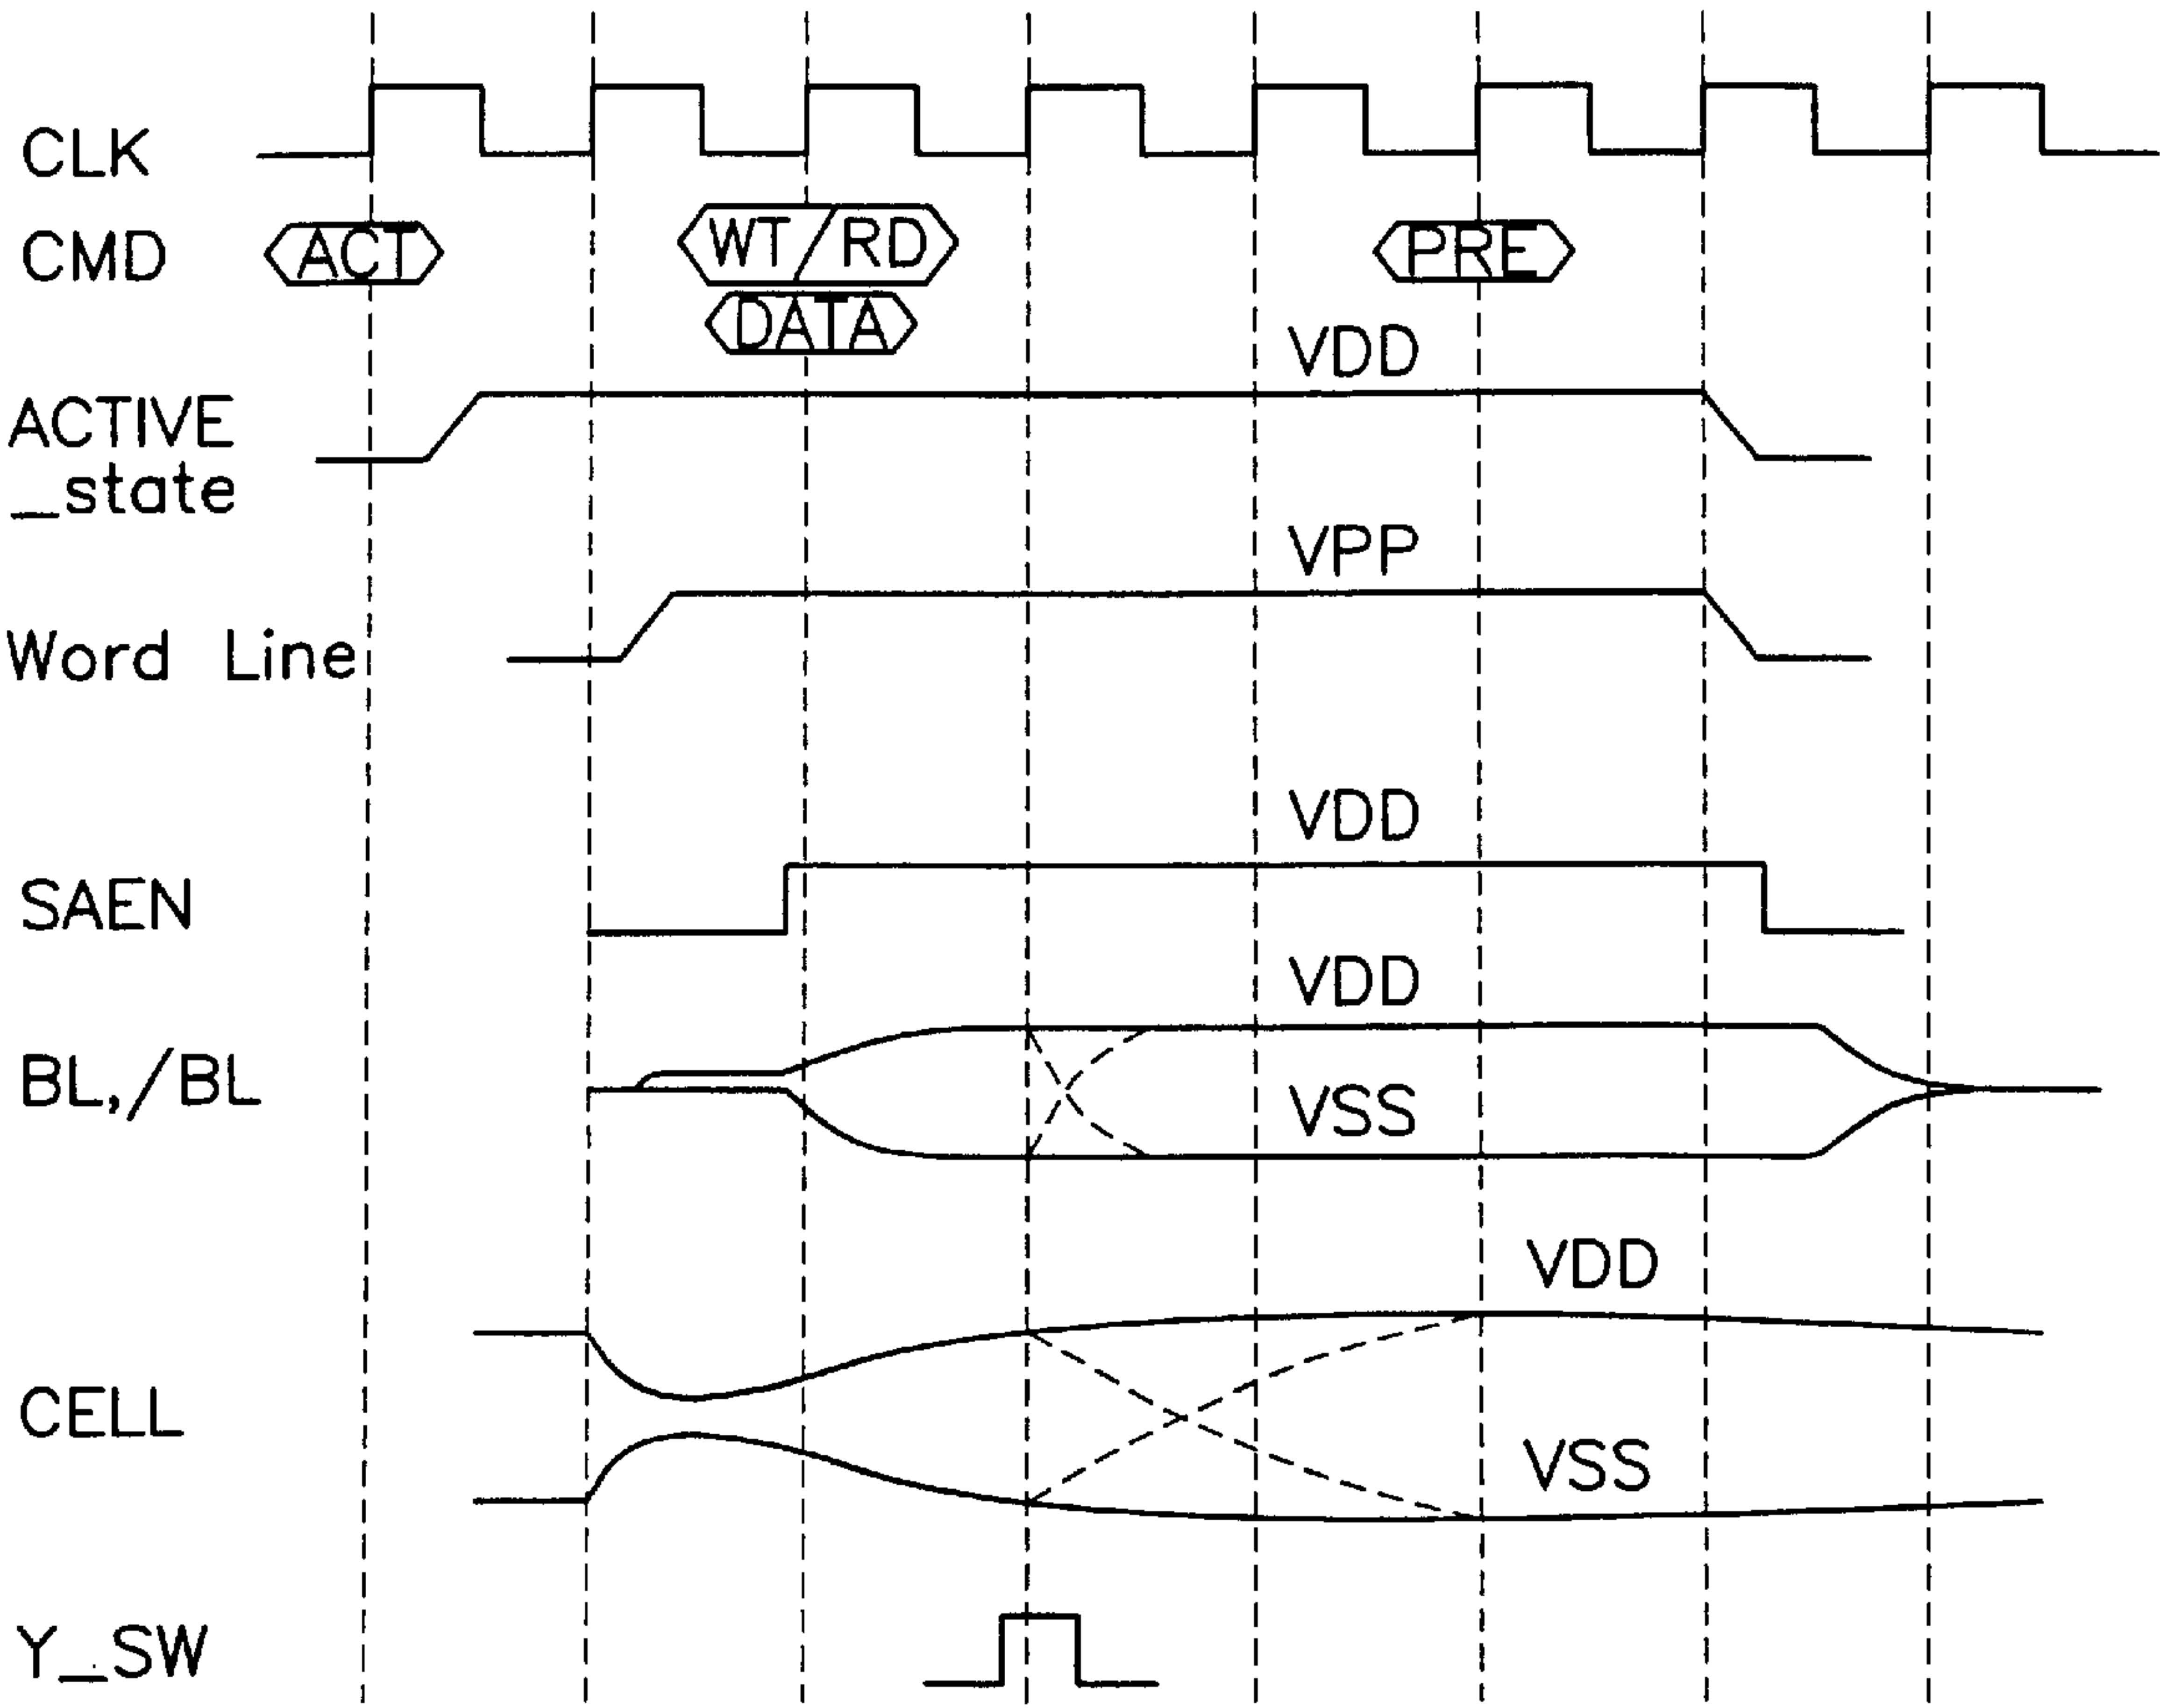 CLK
CMD
ACT
WT/RD
PRE
DATA
VDD
ACTIVE
_state
VPP
Word Line
VDD
SAEN
VDD
BL,/BL
VSS
VDD
CELL
VSS
Y_SW